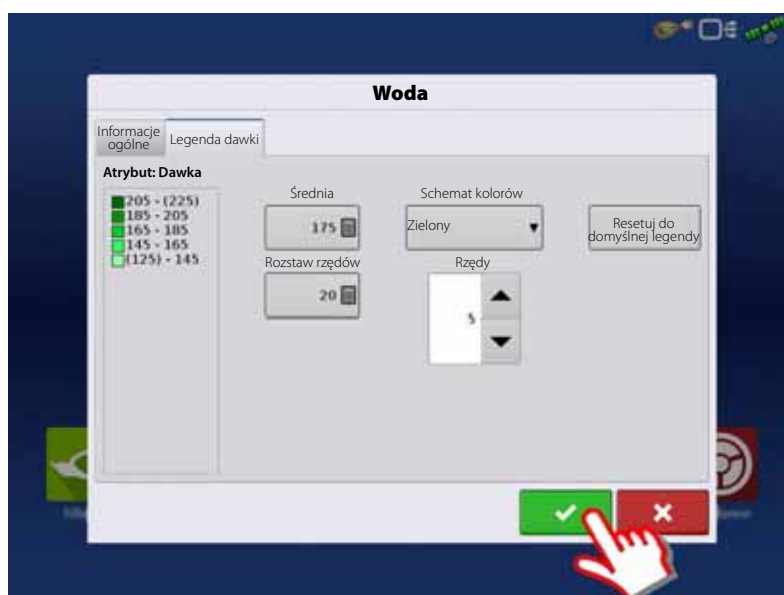 Woda
Informacje
ogólne
Legenda dawki
Atrybut: Dawka
205 - (225)
185 - 205
165 - 185
145 - 165
(125) - 145
Średnia
175
Rozstaw rzędów
20
Schemat kolorów
Zielony
Rzędy
5
Resetuj do
domyślnej legendy